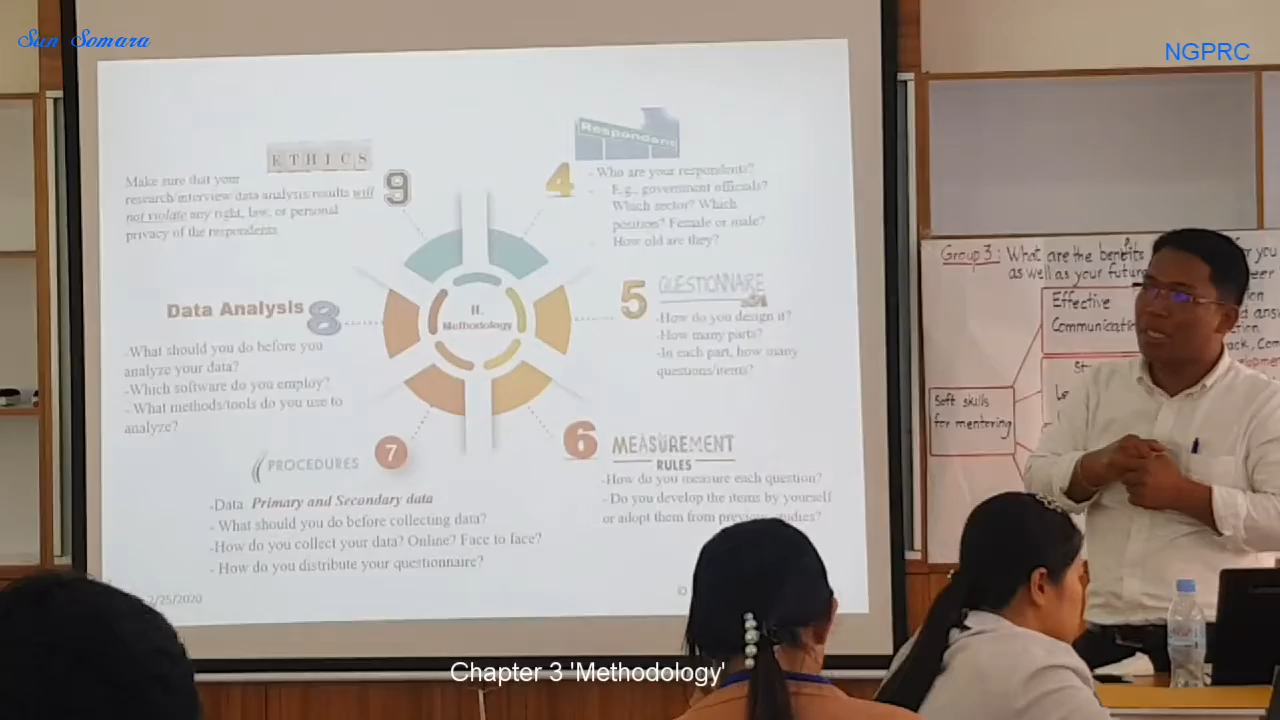 Sun Somara
NGPRC
ETHICS
9
Make sure that your
research/interview data analysis results will
not violate any right, law, or personal
privacy of the respondents
Respondent
4
- Who are your respondents?
- E.g., government officials?
Which sector? Which
position? Female or male?
- How old are they?
Data Analysis
8
-What should you do before you
analyze your data?
-Which software do you employ?
- What methods/tools do you use to
analyze?
II.
Methodology
5
QUESTIONNAIRE
-How do you design it?
-How many parts?
-In each part, how many
questions/items?
PROCEDURES
7
-Data Primary and Secondary data
- What should you do before collecting data?
-How do you collect your data? Online? Face to face?
- How do you distribute your questionnaire?
6
MEASUREMENT
RULES
-How do you measure each question?
- Do you develop the items by yourself
or adopt them from previous studies?
2/25/2020
©
Group 3: What are the benefits for you
as well as your future
Effective
Communication
Soft skills
for mentoring
Chapter 3 'Methodology'